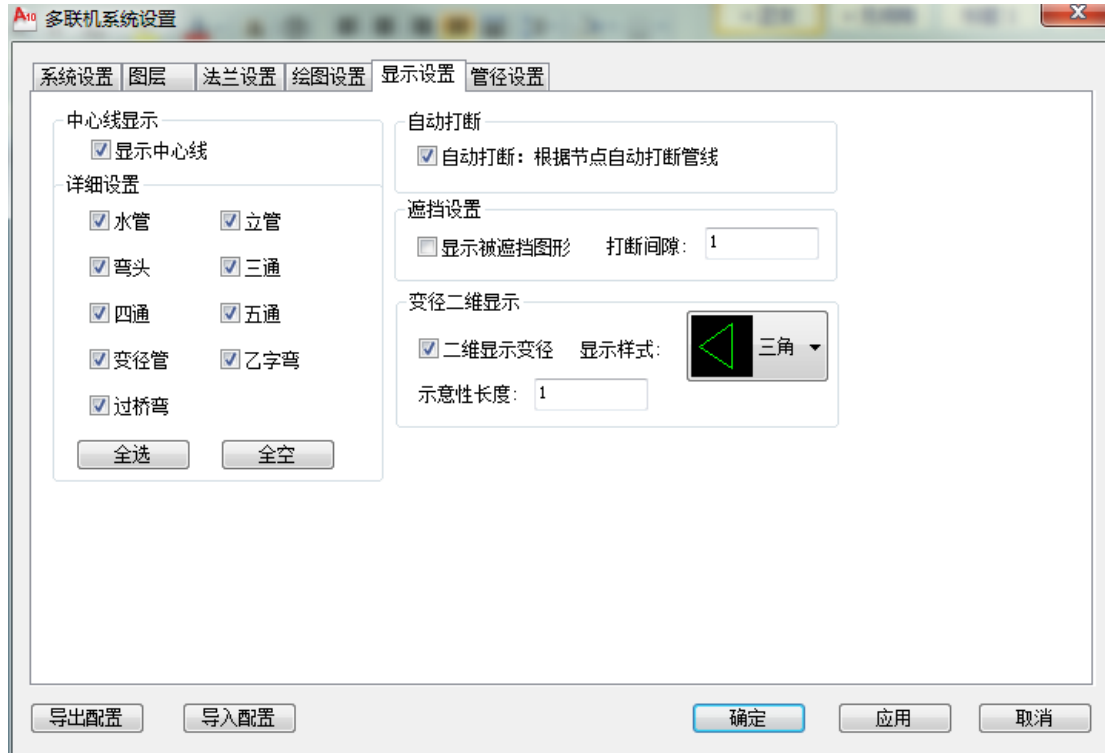 A10 多联机系统设置
X
系统设置 图层 法兰设置 绘图设置 显示设置 管径设置
中心线显示
显示中心线
详细设置
水管 立管
弯头 三通
四通 五通
变径管 乙字弯
过桥弯
全选 全空
自动打断
自动打断：根据节点自动打断管线
遮挡设置
显示被遮挡图形 打断间隙： 1
变径二维显示
二维显示变径 显示样式： 三角
示意性长度： 1
导出配置 导入配置 确定 应用 取消